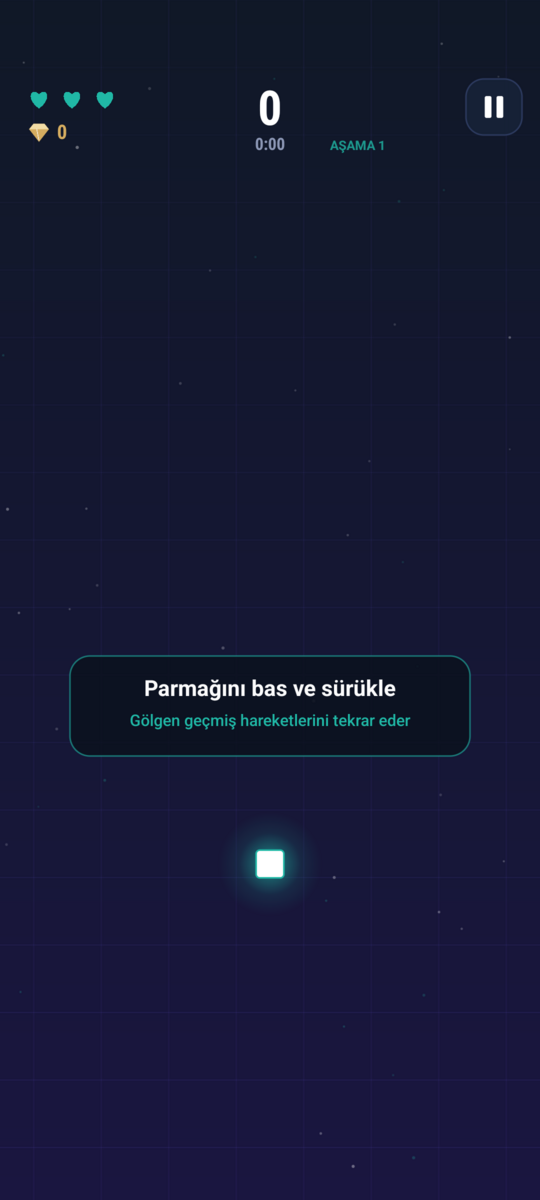 0
0
0:00
AŞAMA 1
Parmağını bas ve sürükle
Gölgen geçmiş hareketlerini tekrar eder